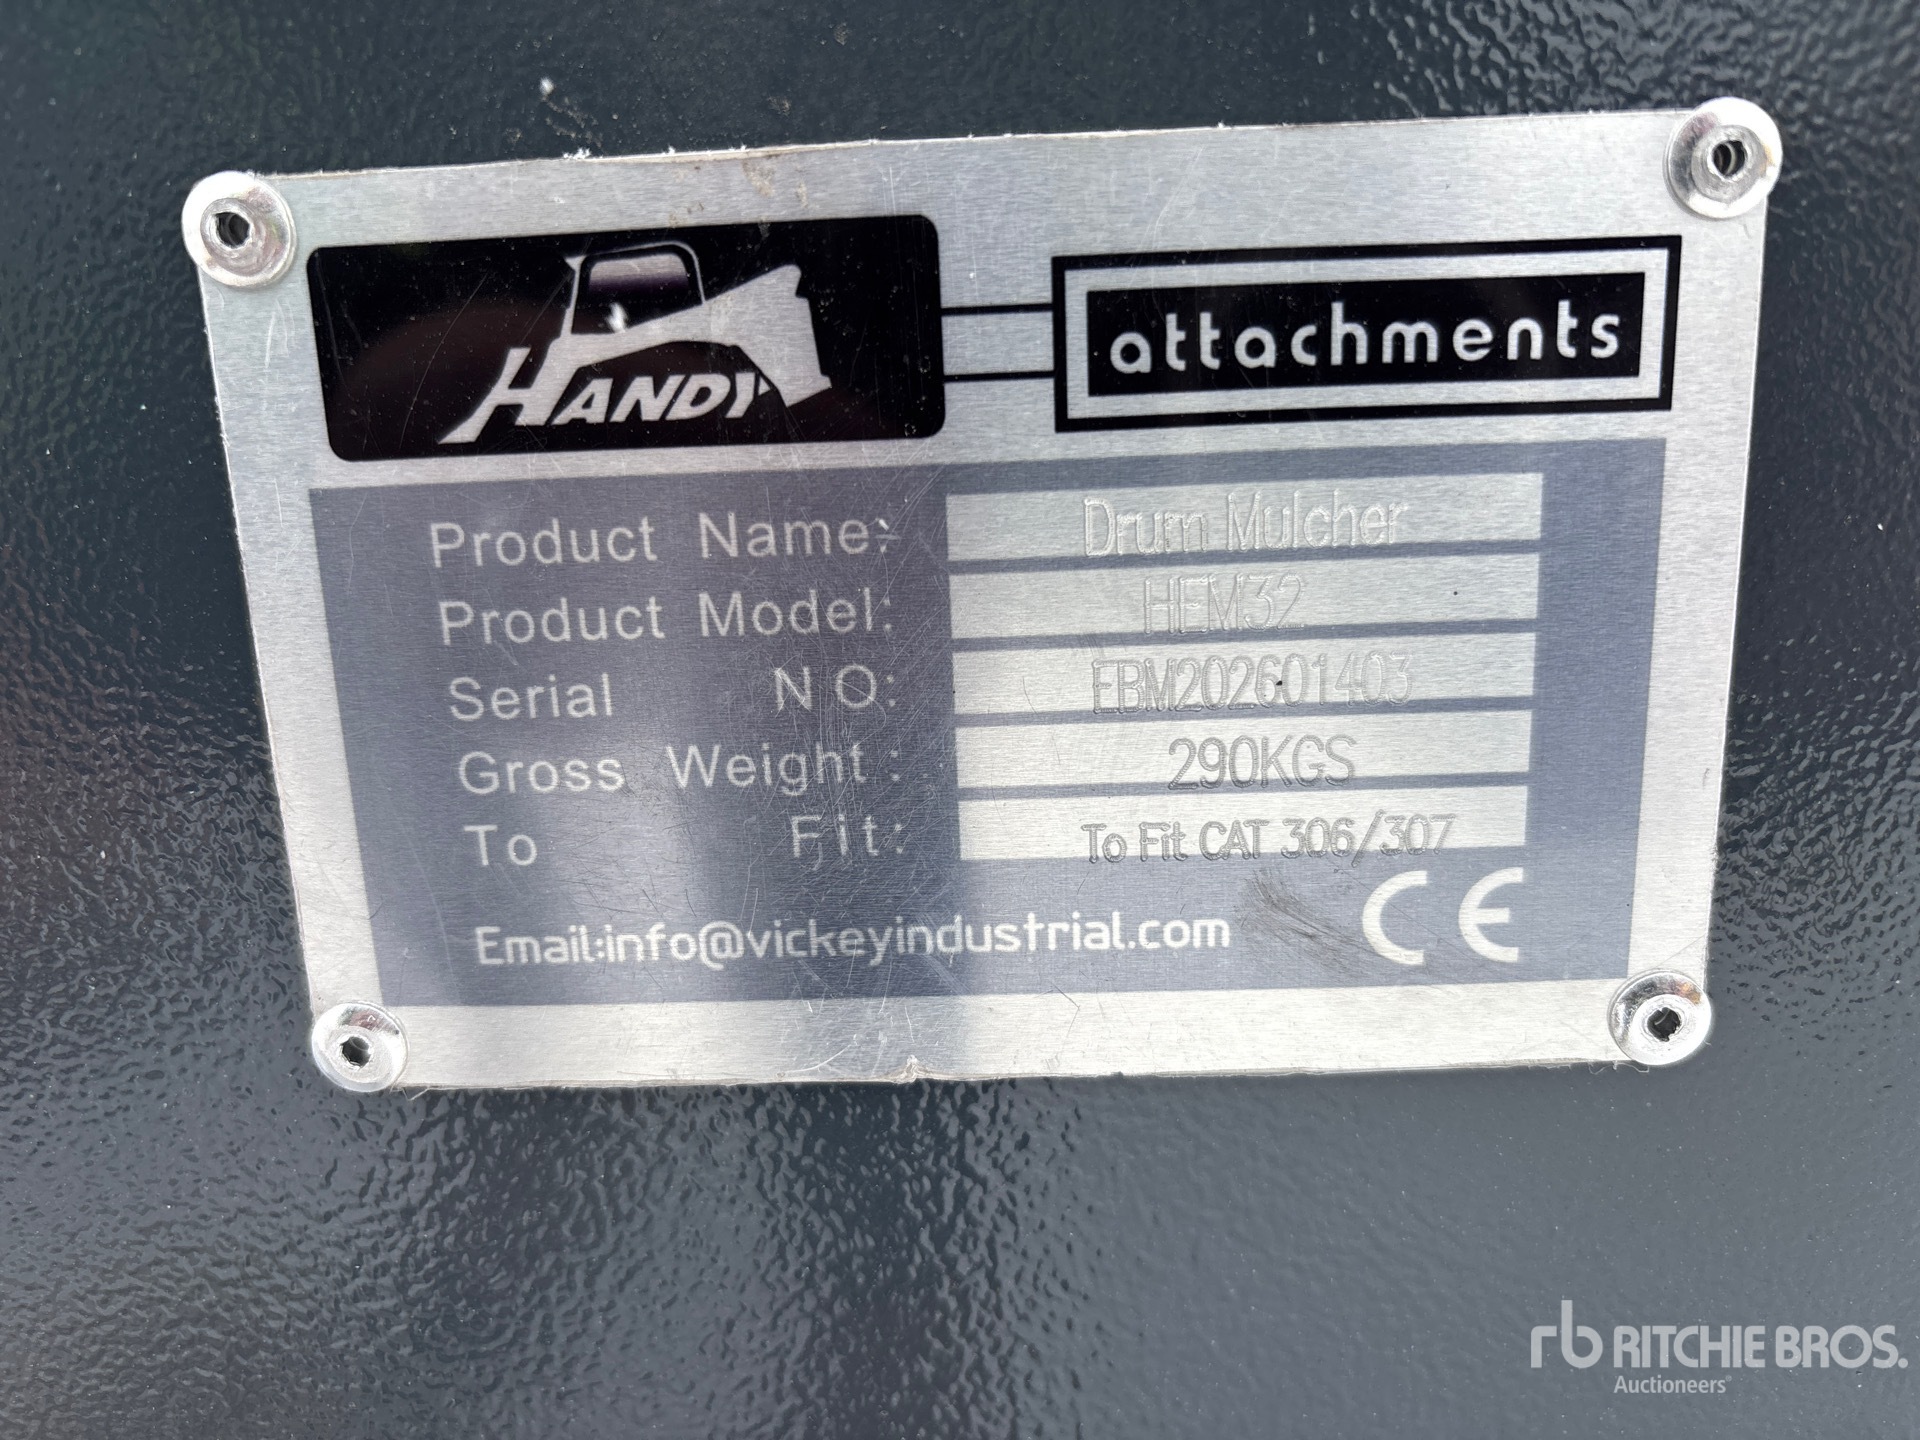 HANDY attachments
Product Name: Drum Mulcher
Product Model: HEM32
Serial NO: EBM202601403
Gross Weight: 290KGS
To Fit: To Fit CAT 306/307
Email:info@vickeyindustrial.com CE
rb RITCHIE BROS.
Auctioneers